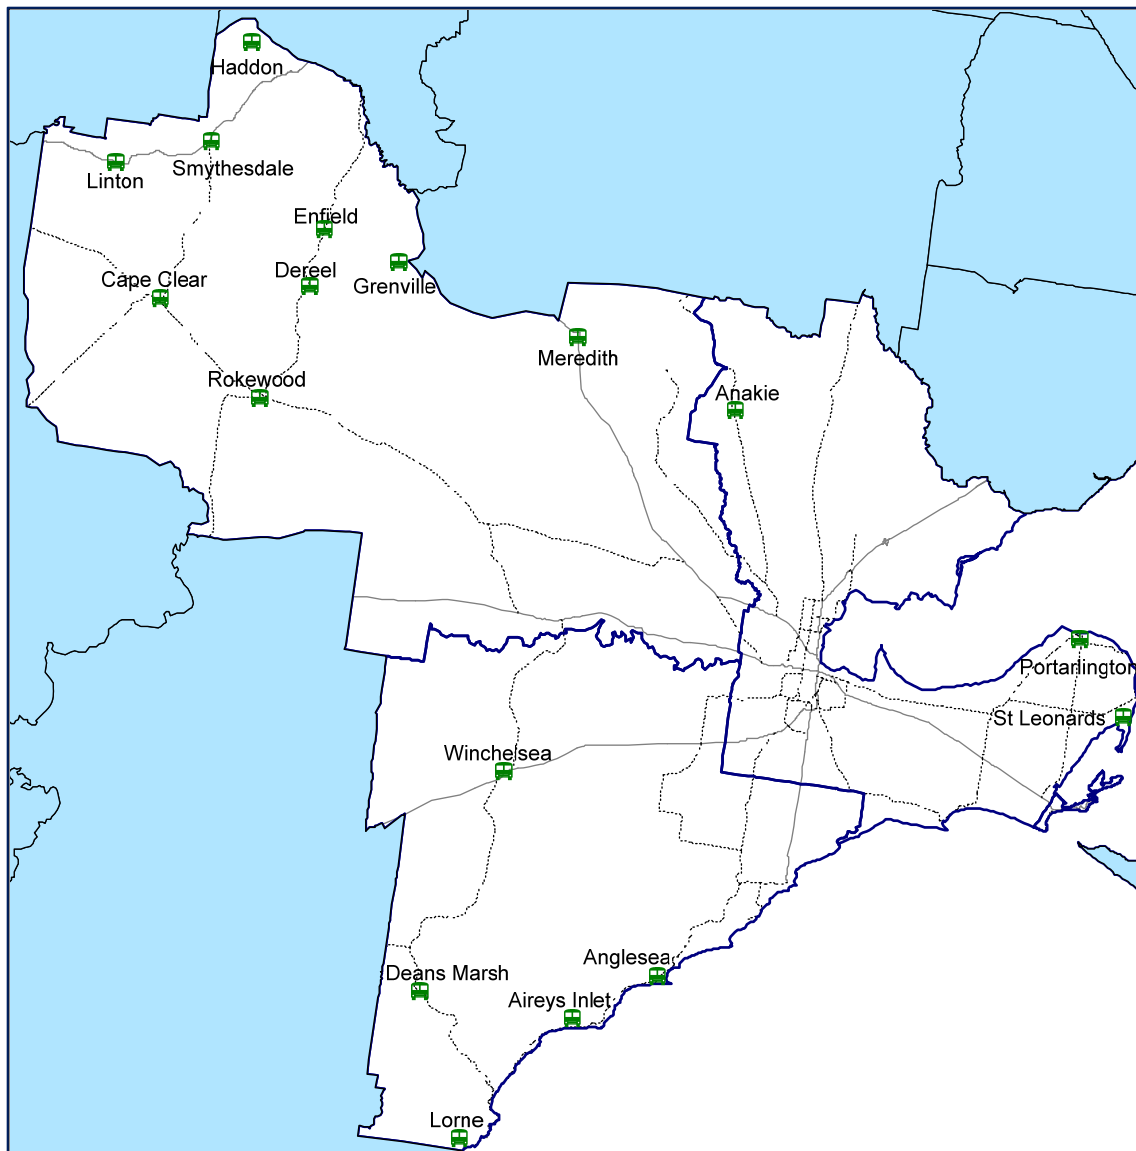 Haddon
Smythesdale
Linton
Enfield
Dereel
Cape Clear
Grenville
Meredith
Rokewood
Anakie
Portarlington
St Leonards
Winchelsea
Anglesea
Deans Marsh
Aireys Inlet
Lorne